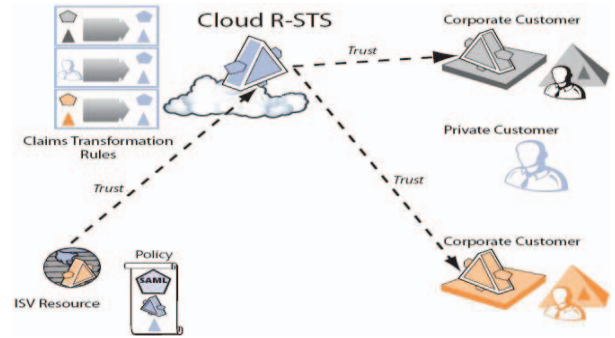 Cloud R-STS
Corporate Customer
Trust
Claims Transformation
Rules
Private Customer
Trust
Trust
Policy
SAML
ISV Resource
Corporate Customer